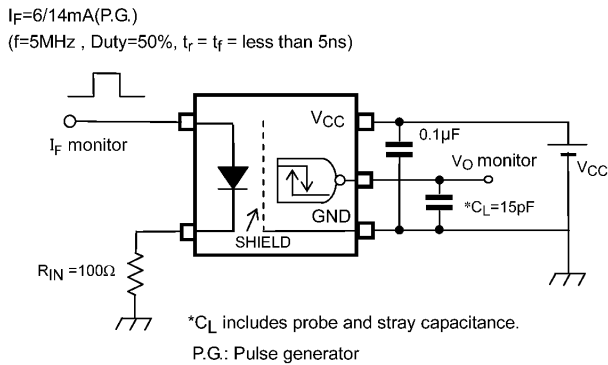 IF=6/14mA(P.G.)
(f=5MHz , Duty=50%, tr = tf = less than 5ns)
IF monitor
VCC
0.1μF
VO monitor
VCC
*CL=15pF
GND
SHIELD
RIN =100Ω
*CL includes probe and stray capacitance.
P.G.: Pulse generator